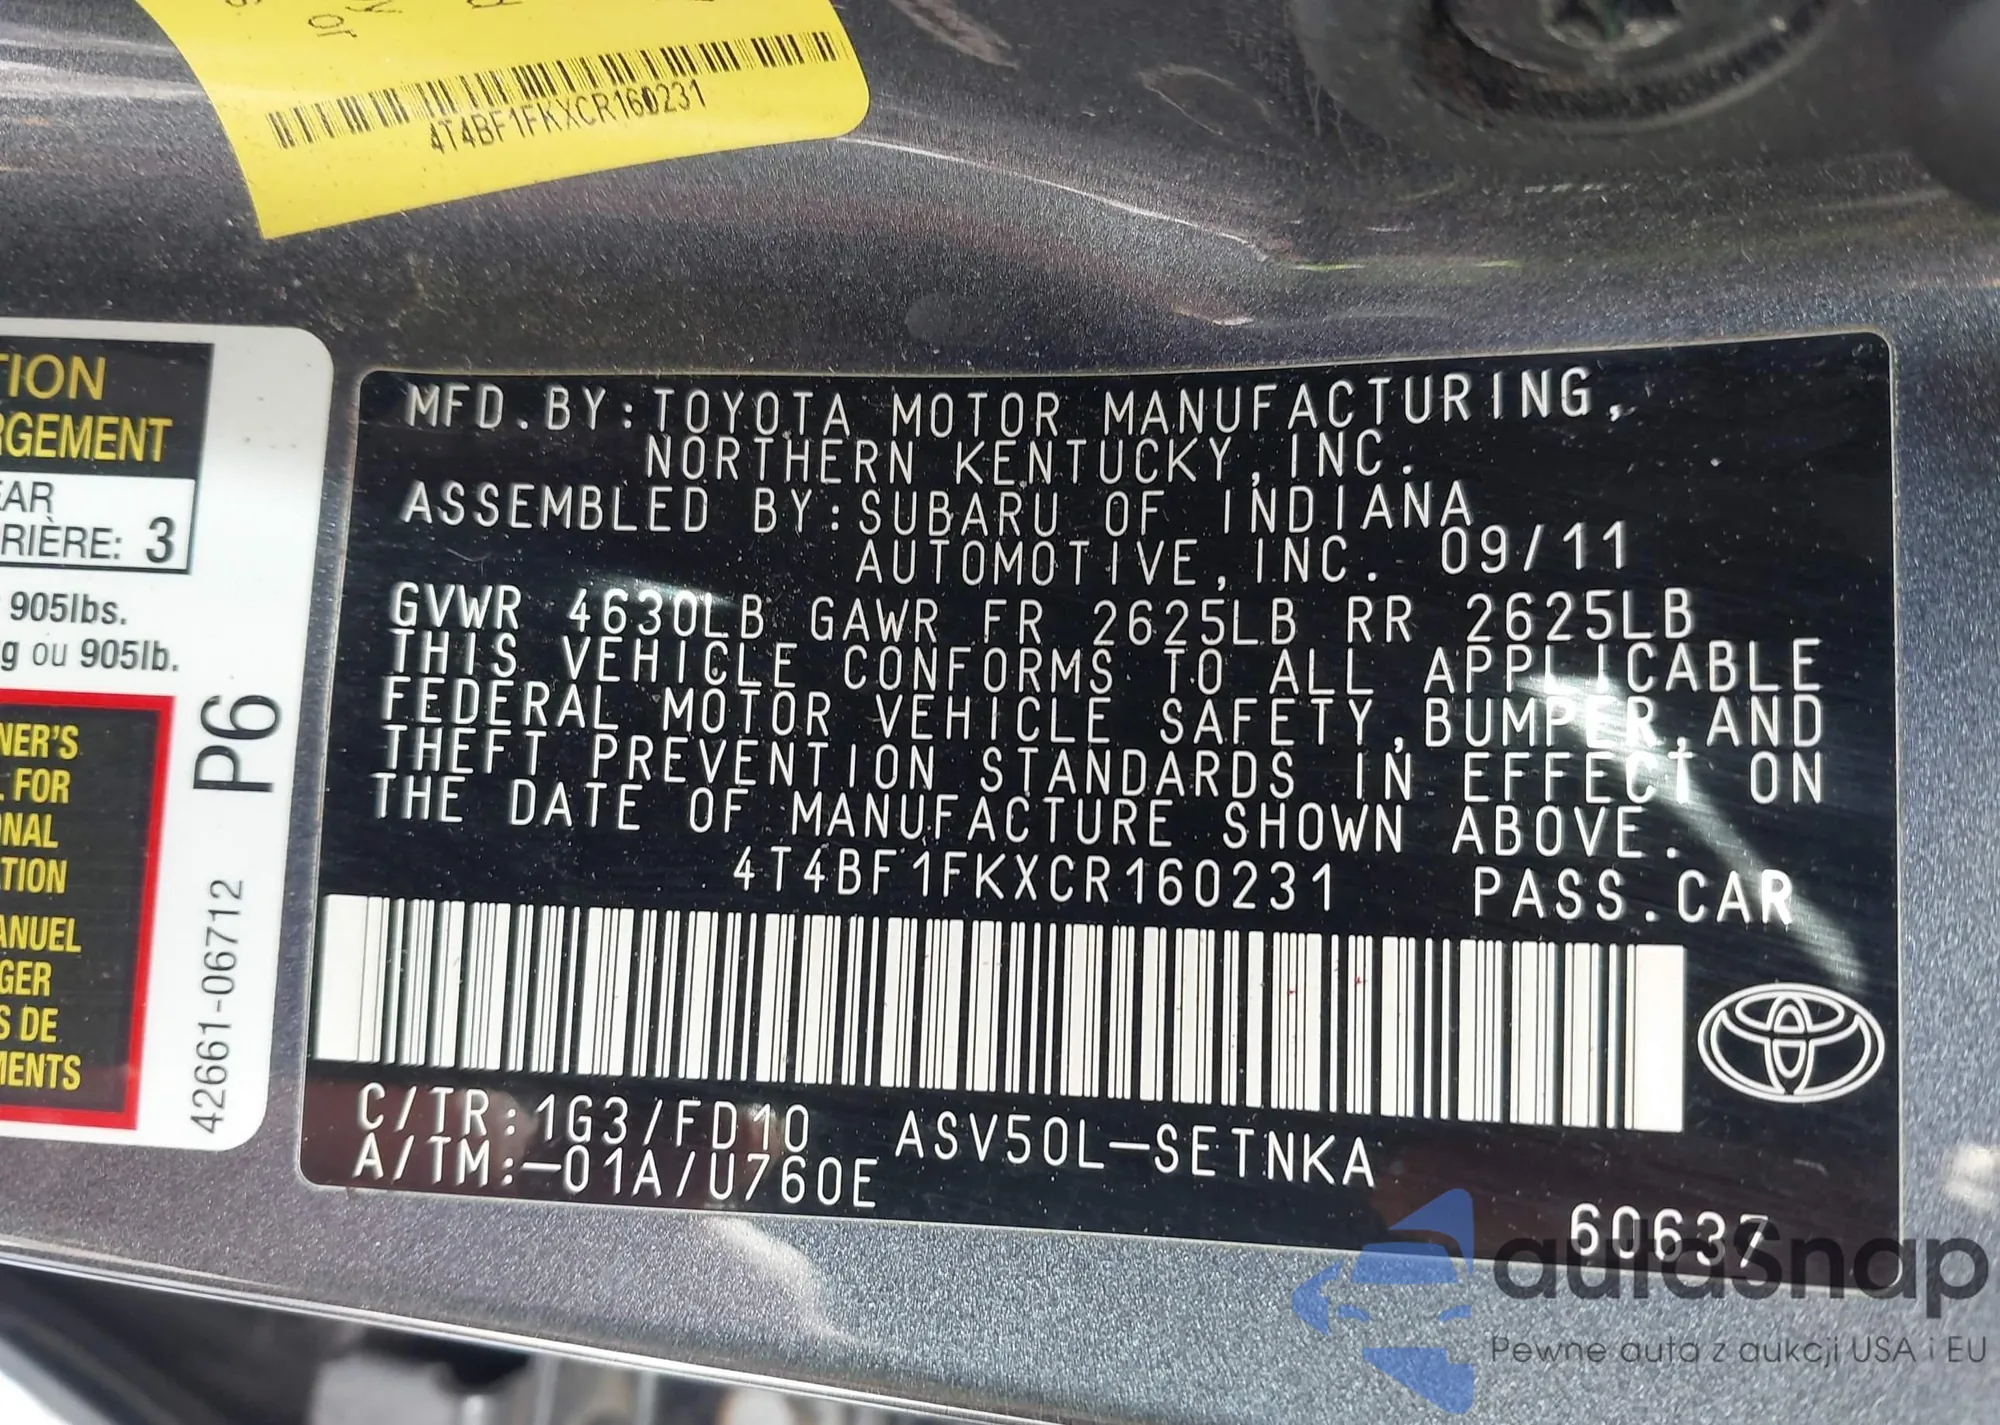 or
4T4BF1FKXCR160231
TION
RGEMENT
EAR
RIÈRE: 3
905lbs.
g ou 905lb.
NER'S
L FOR
ONAL
TION
ANUEL
GER
S DE
MENTS
P6
42661-06712
MFD.BY:TOYOTA MOTOR MANUFACTURING,
NORTHERN KENTUCKY,INC.
ASSEMBLED BY:SUBARU OF INDIANA
AUTOMOTIVE,INC. 09/11
GVWR 4630LB GAWR FR 2625LB RR 2625LB
THIS VEHICLE CONFORMS TO ALL APPLICABLE
FEDERAL MOTOR VEHICLE SAFETY,BUMPER,AND
THEFT PREVENTION STANDARDS IN EFFECT ON
THE DATE OF MANUFACTURE SHOWN ABOVE.
4T4BF1FKXCR160231 PASS.CAR
C/TR:1G3/FD10 ASV50L-SETNKA
A/TM:-01A/U760E
60637
autaSnap
Pewne auta z aukcji USA i EU